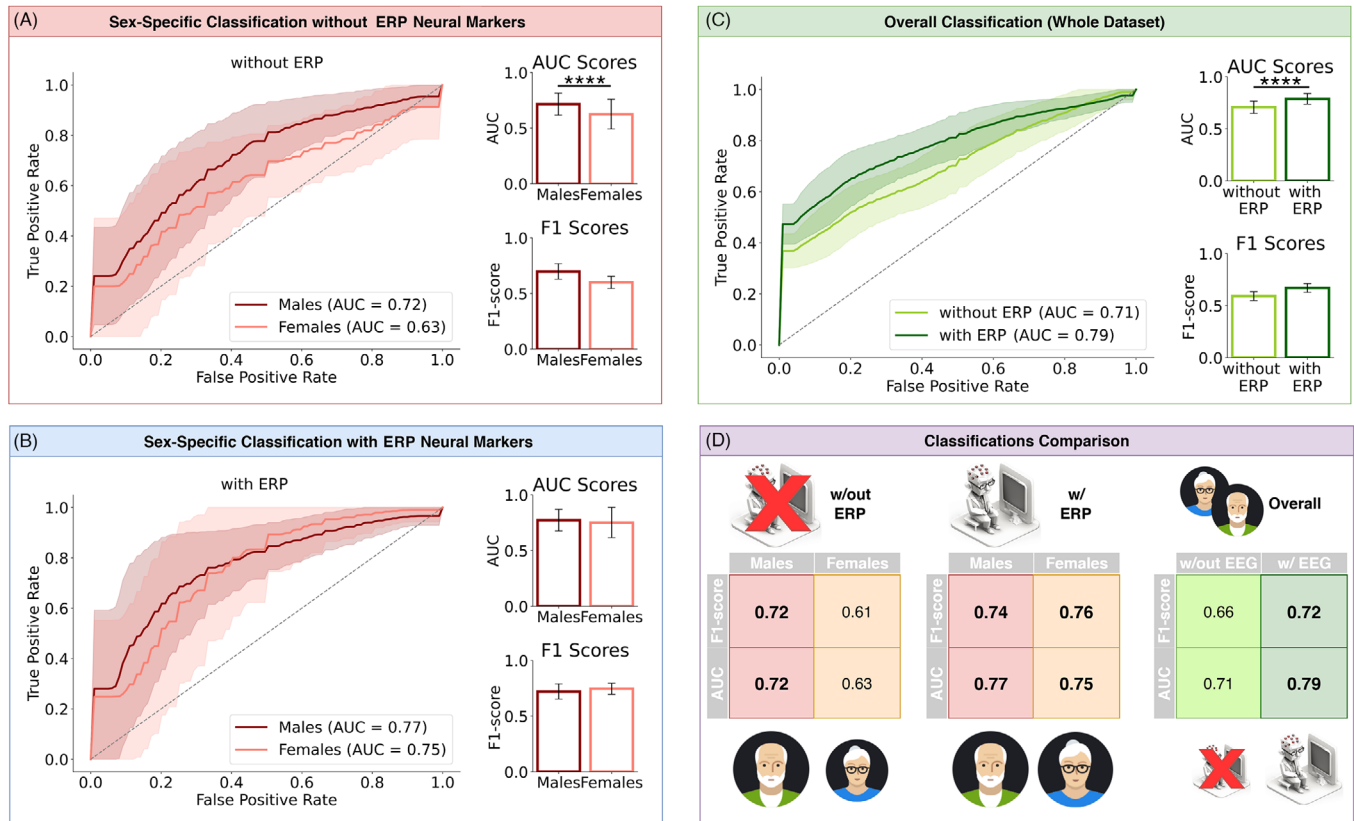 (A)
Sex-Specific Classification without ERP Neural Markers
without ERP
True Positive Rate
1.0
0.8
0.6
0.4
0.2
0.0
0.0 0.2 0.4 0.6 0.8 1.0
False Positive Rate
Males (AUC = 0.72)
Females (AUC = 0.63)
AUC Scores
****
AUC
1.0
0.5
0.0
Males Females
F1 Scores
F1-score
1.0
0.5
0.0
Males Females
(B)
Sex-Specific Classification with ERP Neural Markers
with ERP
True Positive Rate
1.0
0.8
0.6
0.4
0.2
0.0
0.0 0.2 0.4 0.6 0.8 1.0
False Positive Rate
Males (AUC = 0.77)
Females (AUC = 0.75)
AUC Scores
AUC
1.0
0.5
0.0
Males Females
F1 Scores
F1-score
1.0
0.5
0.0
Males Females
(C)
Overall Classification (Whole Dataset)
True Positive Rate
1.0
0.8
0.6
0.4
0.2
0.0
0.0 0.2 0.4 0.6 0.8 1.0
False Positive Rate
without ERP (AUC = 0.71)
with ERP (AUC = 0.79)
AUC Scores
****
AUC
1.0
0.5
0.0
without with
ERP ERP
F1 Scores
F1-score
1.0
0.5
0.0
without with
ERP ERP
(D)
Classifications Comparison
w/out
ERP
Males Females
F1-score
0.72 0.61
AUC
0.72 0.63
w/
ERP
Males Females
F1-score
0.74 0.76
AUC
0.77 0.75
Overall
w/out EEG w/ EEG
F1-score
0.66 0.72
AUC
0.71 0.79